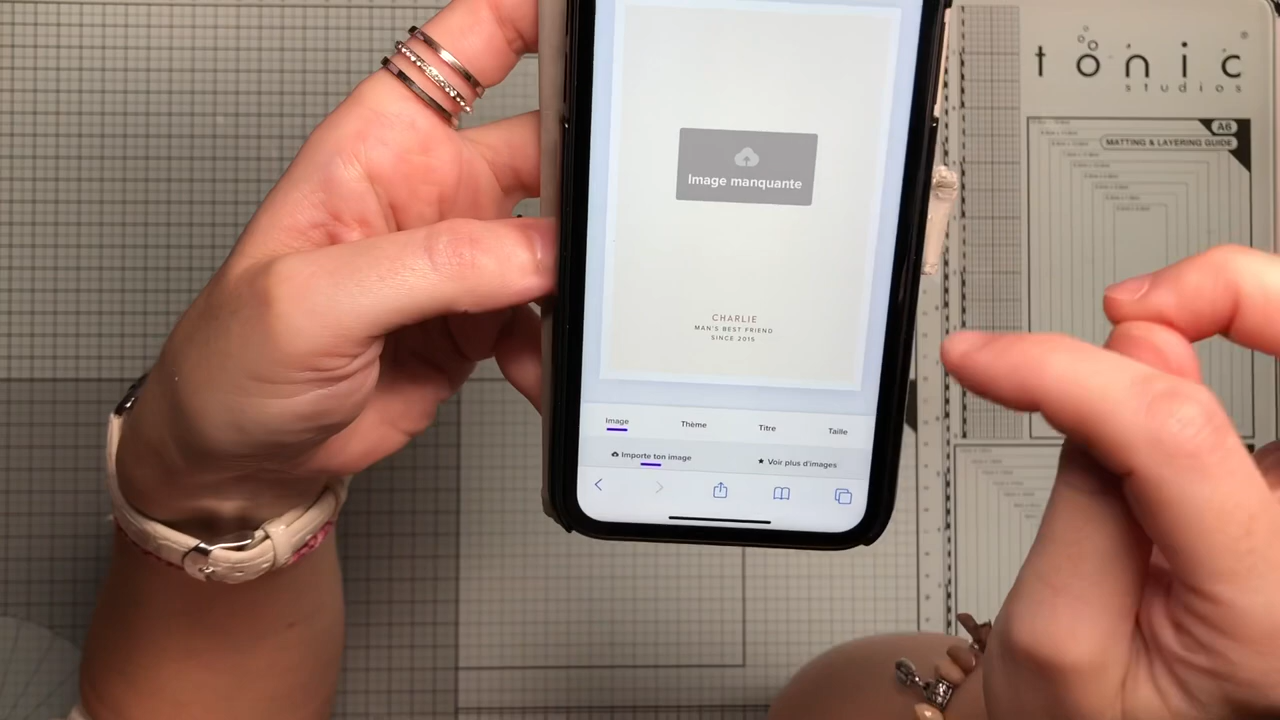 tonic
studios
®
A6
MATTING & LAYERING GUIDE
Image manquante
CHARLIE
MAN'S BEST FRIEND
SINCE 2015
Image
Thème
Titre
Taille
Importe ton image
Voir plus d'images